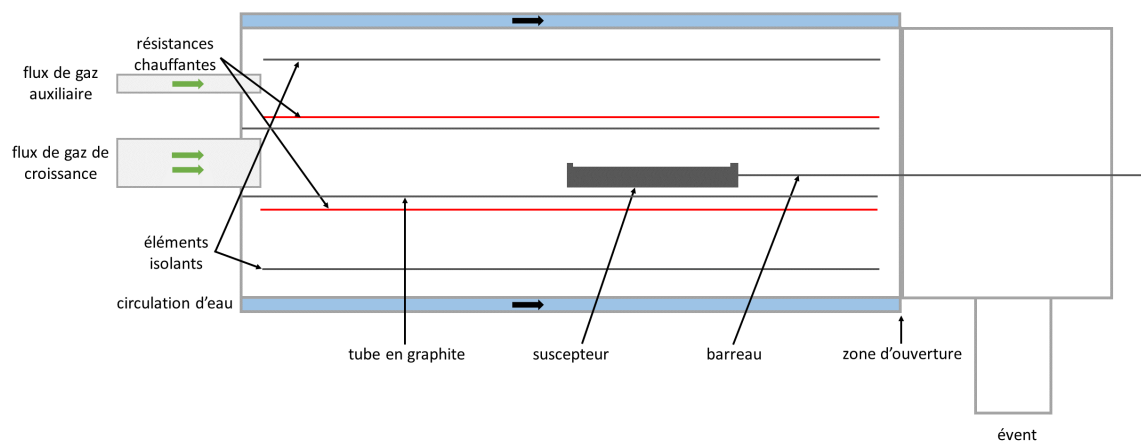 résistances
chauffantes
flux de gaz
auxiliaire
flux de gaz de
croissance
éléments
isolants
circulation d'eau
tube en graphite
suscepteur
barreau
zone d'ouverture
évent